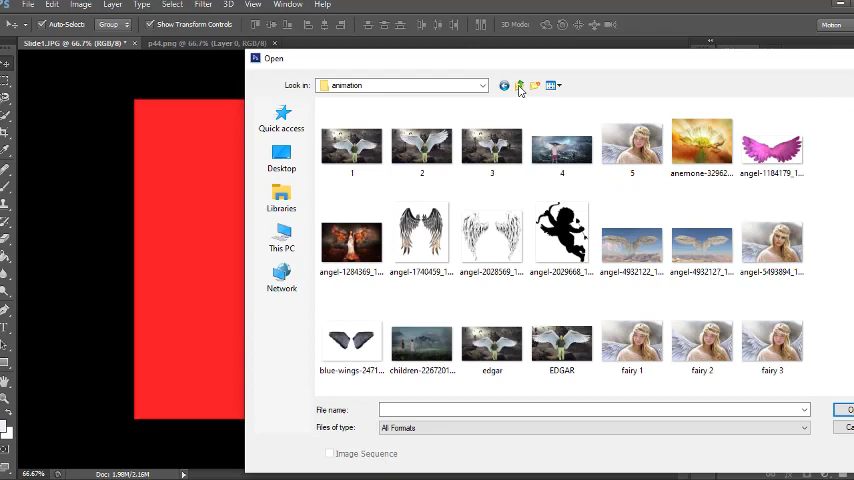 Ps File Edit Image Layer Type Select Filter 3D View Window Help
Auto-Select: Group Show Transform Controls 3D Mode: Motion
Slide1.JPG @ 66.7% (RGB/8) * × p44.png @ 66.7% (Layer 0, RGB/8) ×
Open
Look in: animation
Quick access
Desktop
Libraries
This PC
Network
1 2 3 4 5 anemone-32962... angel-1184179_1...
angel-1284369_1... angel-1740459_1... angel-2028569_1... angel-2029668_1... angel-4932122_1... angel-4932127_1... angel-5493894_1...
blue-wings-2471... children-2267201... edgar EDGAR fairy 1 fairy 2 fairy 3
File name:
Files of type: All Formats
Image Sequence
66.67% Doc: 1.98M/2.16M